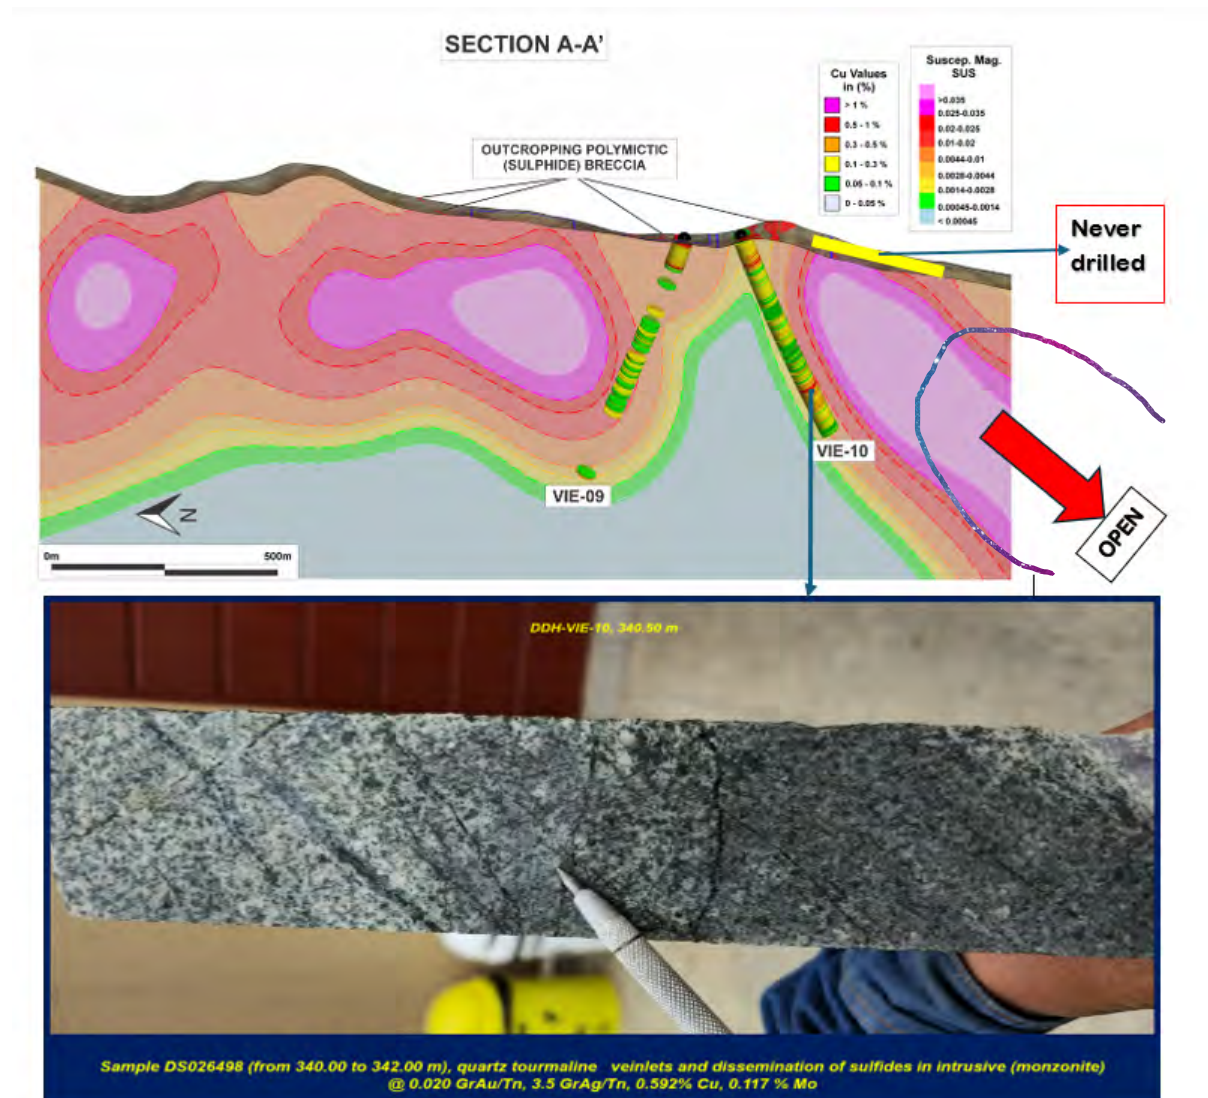 SECTION A-A'
Cu Values
in (%)
> 1 %
0.5 - 1 %
0.3 - 0.5 %
0.1 - 0.3 %
0.05 - 0.1 %
0 - 0.05 %
Suscep. Mag.
SUS
>0.035
0.025-0.035
0.02-0.025
0.01-0.02
0.0044-0.01
0.0028-0.0044
0.0014-0.0028
0.00045-0.0014
< 0.00045
OUTCROPPING POLYMICTIC
(SULPHIDE) BRECCIA
Never
drilled
VIE-10
VIE-09
N
OPEN
0m 500m
DDH-VIE-10, 340.50 m
Sample DS026498 (from 340.00 to 342.00 m), quartz tourmaline veinlets and dissemination of sulfides in intrusive (monzonite)
@ 0.020 GrAu/Tn, 3.5 GrAg/Tn, 0.592% Cu, 0.117 % Mo